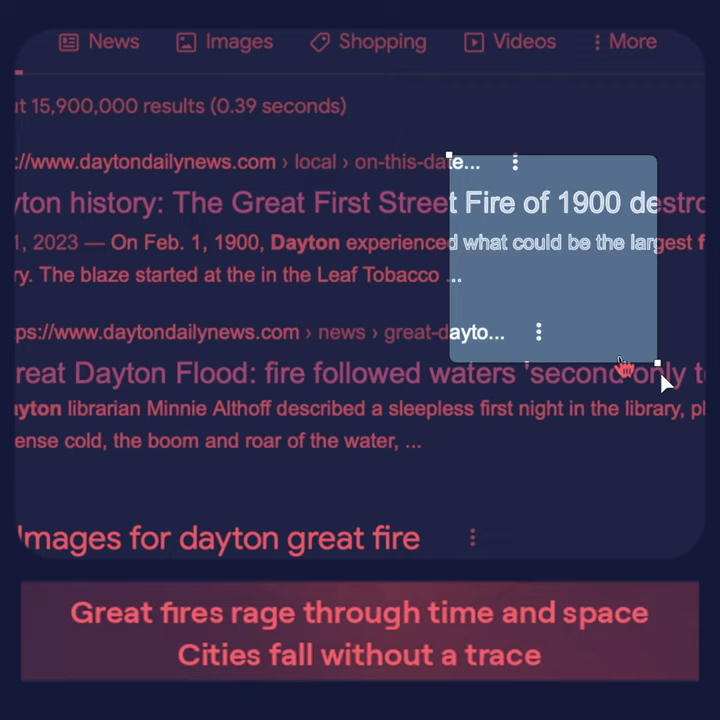 News Images Shopping Videos More
t 15,900,000 results (0.39 seconds)
://www.daytondailynews.com › local › on-this-date...
yton history: The Great First Street Fire of 1900 destro
1, 2023 — On Feb. 1, 1900, Dayton experienced what could be the largest f
ry. The blaze started at the in the Leaf Tobacco ...
ps://www.daytondailynews.com › news › great-dayto...
reat Dayton Flood: fire followed waters 'second only t
ayton librarian Minnie Althoff described a sleepless first night in the library, pl
ense cold, the boom and roar of the water, ...
Images for dayton great fire
Great fires rage through time and space
Cities fall without a trace